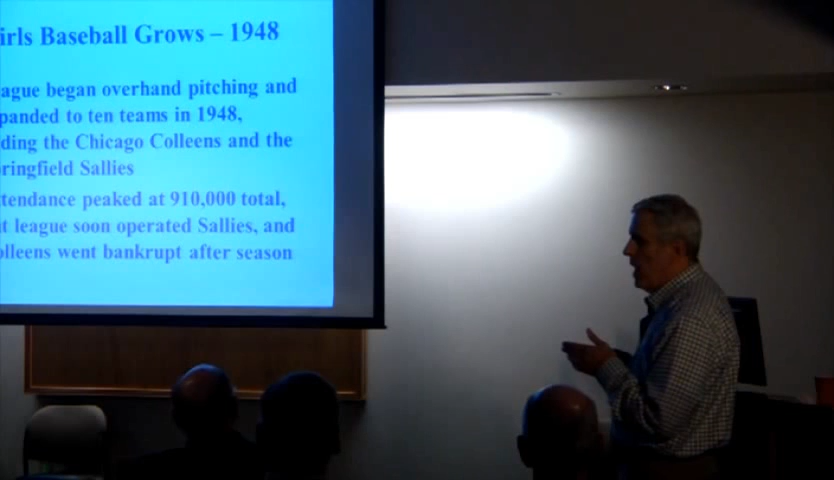 irls Baseball Grows – 1948
ague began overhand pitching and
panded to ten teams in 1948,
ding the Chicago Colleens and the
ringfield Sallies
tendance peaked at 910,000 total,
t league soon operated Sallies, and
olleens went bankrupt after season